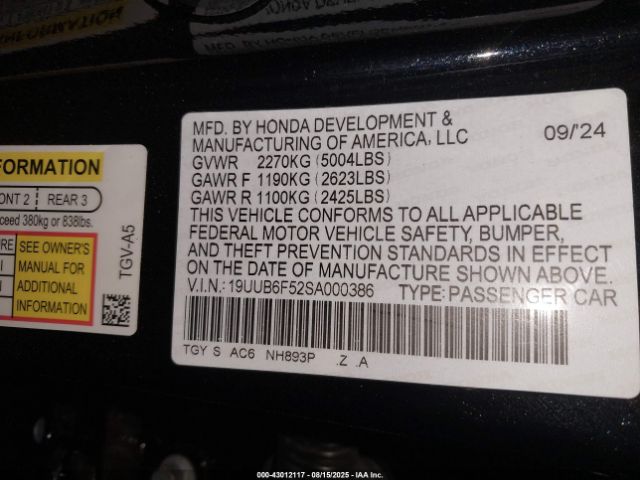 MFD. BY HONDA DEVELOPMENT &
MANUFACTURING OF AMERICA, LLC 09/'24
GVWR 2270KG (5004LBS)
GAWR F 1190KG (2623LBS)
GAWR R 1100KG (2425LBS)
THIS VEHICLE CONFORMS TO ALL APPLICABLE
FEDERAL MOTOR VEHICLE SAFETY, BUMPER,
AND THEFT PREVENTION STANDARDS IN EFFECT
ON THE DATE OF MANUFACTURE SHOWN ABOVE.
V.I.N.: 19UUB6F52SA000386 TYPE: PASSENGER CAR
TGY S AC6 NH893P .Z .A
FORMATION
ONT 2 REAR 3
ceed 380kg or 838lbs.
URE
SEE OWNER'S
MANUAL FOR
ADDITIONAL
INFORMATION
TGV-A5
000-43012117 - 08/15/2025 - IAA Inc.